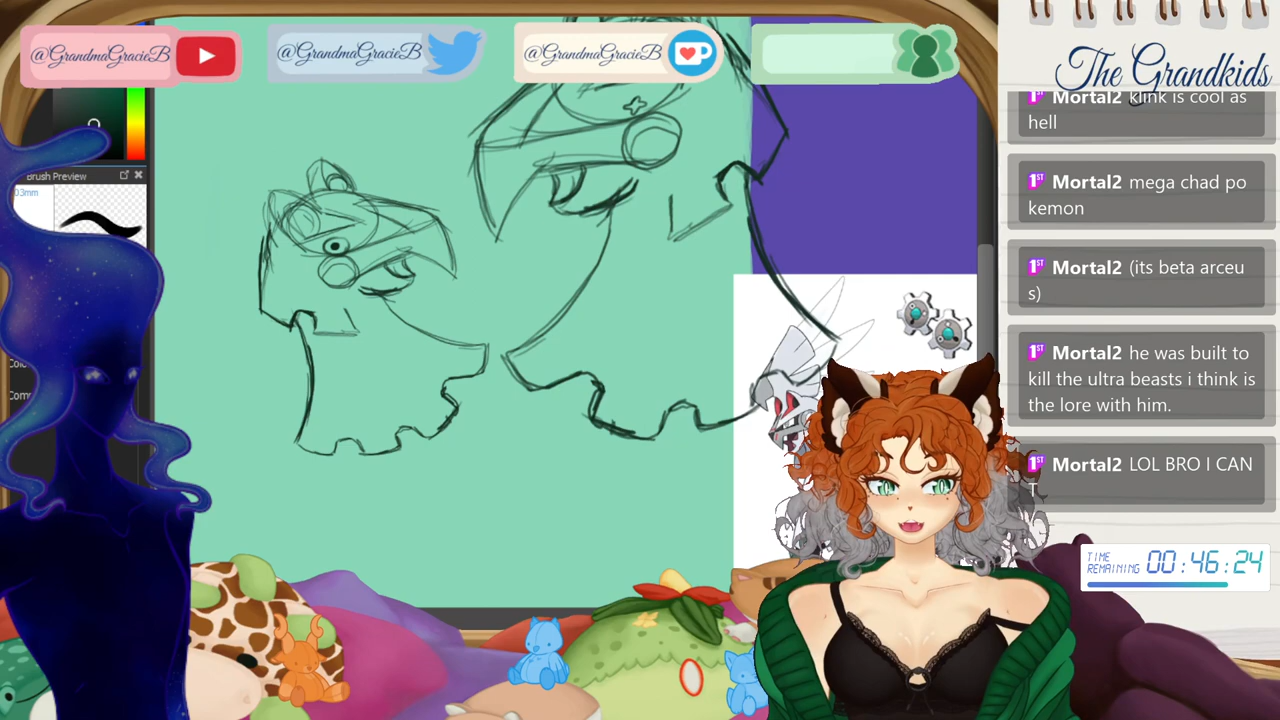 @GrandmaGracieB
@GrandmaGracieB
@GrandmaGracieB
The Grandkids
Mortal2 klink is cool as
hell
Mortal2 mega chad po
kemon
Mortal2 (its beta arceu
s)
Mortal2 he was built to
kill the ultra beasts i think is
the lore with him.
Mortal2 LOL BRO I CAN
T
TIME
REMAINING 00:46:24
Brush Preview
03mm